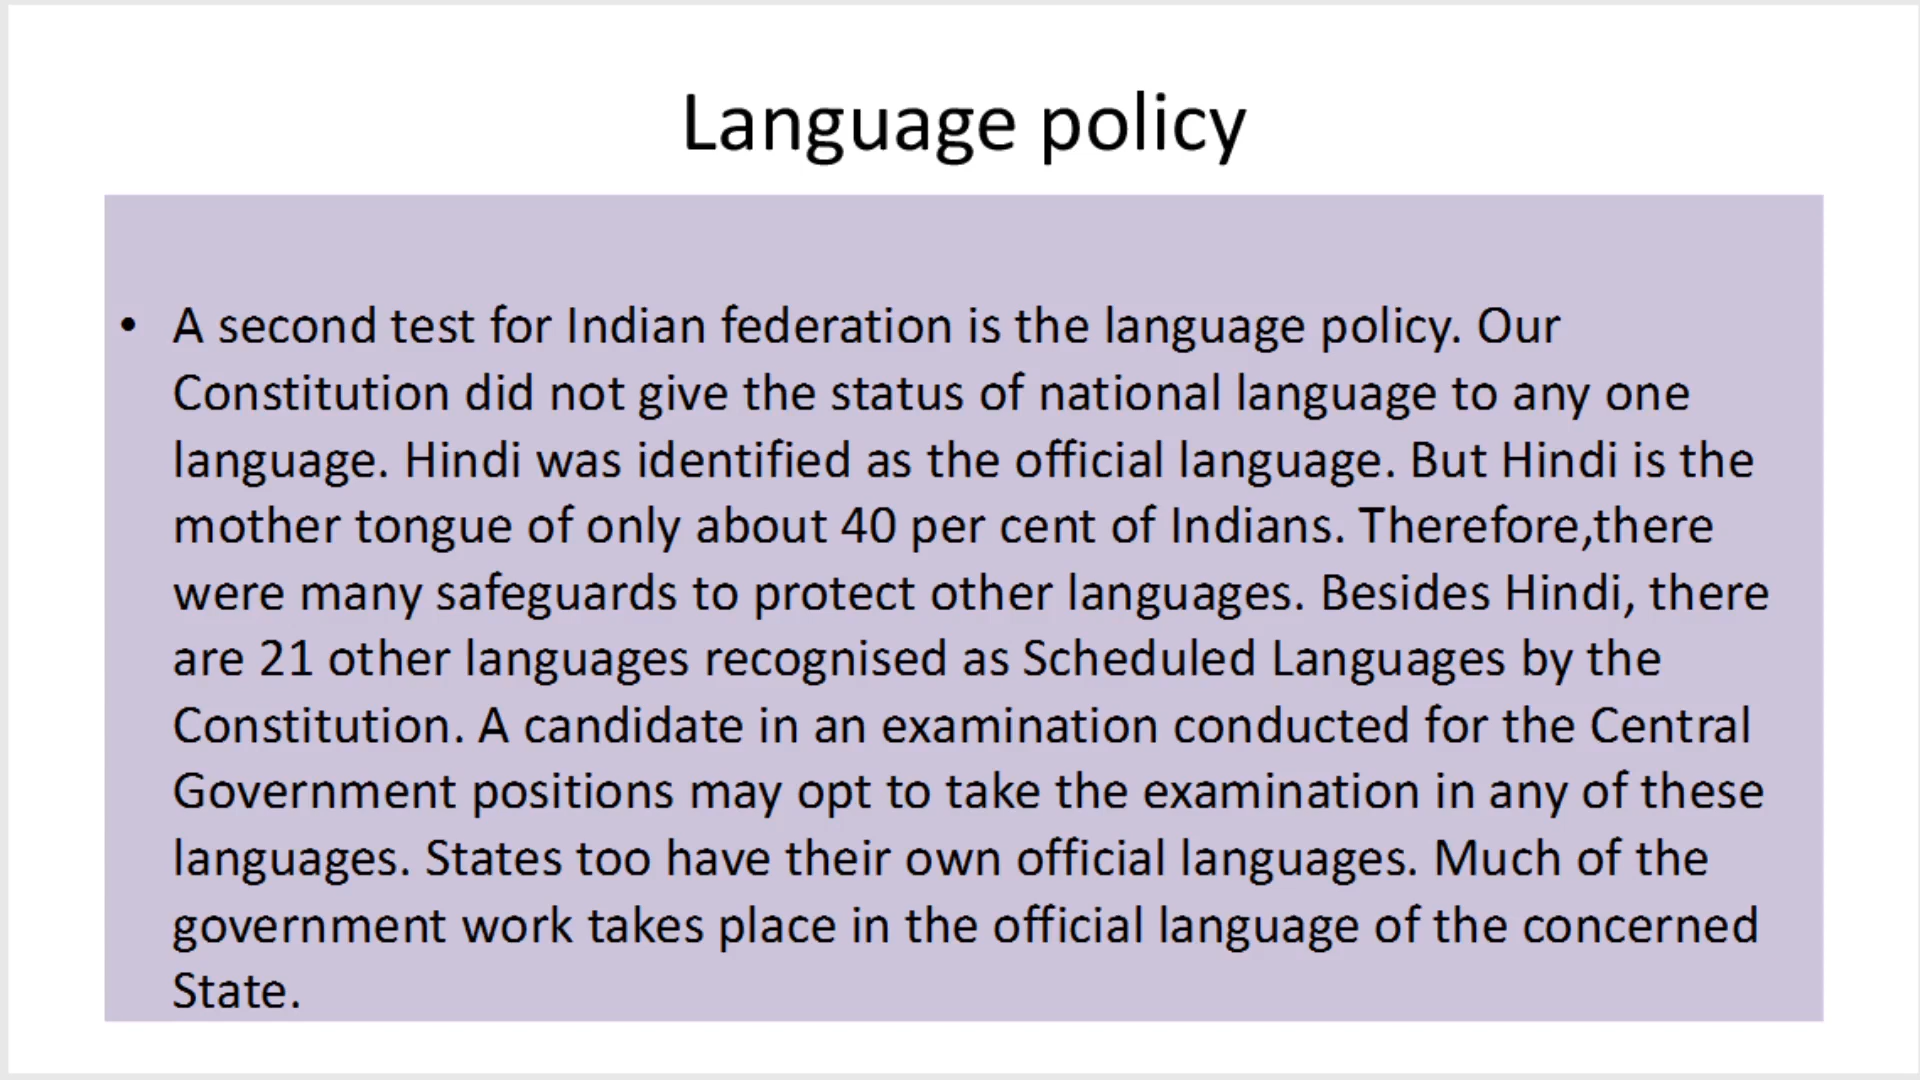 Language policy
• A second test for Indian federation is the language policy. Our
Constitution did not give the status of national language to any one
language. Hindi was identified as the official language. But Hindi is the
mother tongue of only about 40 per cent of Indians. Therefore,there
were many safeguards to protect other languages. Besides Hindi, there
are 21 other languages recognised as Scheduled Languages by the
Constitution. A candidate in an examination conducted for the Central
Government positions may opt to take the examination in any of these
languages. States too have their own official languages. Much of the
government work takes place in the official language of the concerned
State.